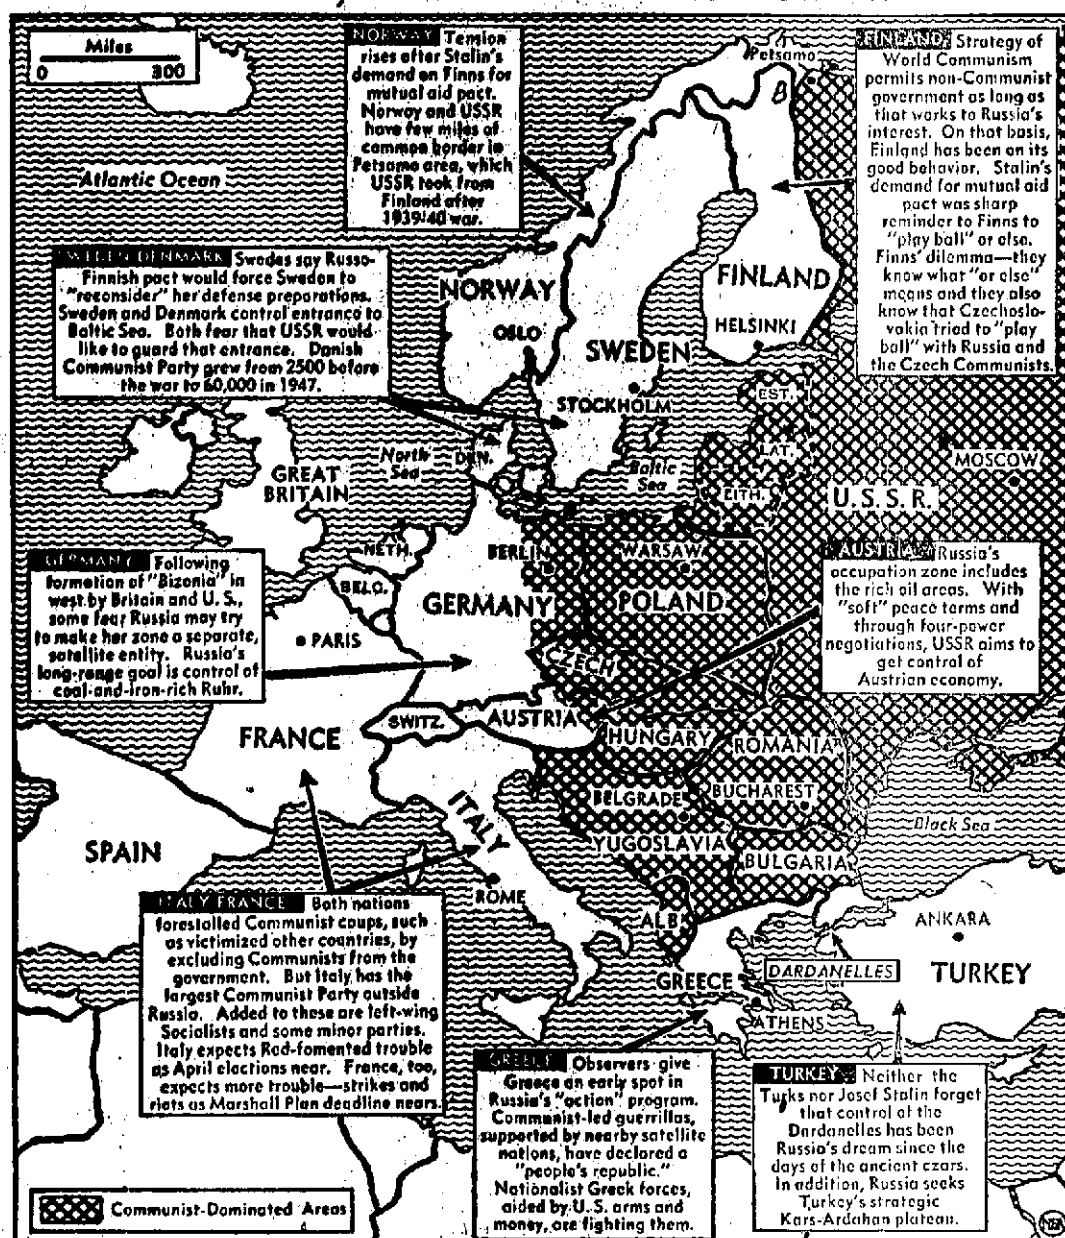 Miles
0 300
NORWAY Tension
rises after Stalin's
demand on Finns for
mutual aid pact.
Norway and USSR
have few miles of
common border in
Petsamo area, which
USSR took from
Finland after
1939-40 war.
Petsamo
FINLAND Strategy of
World Communism
permits non-Communist
government as long as
that works to Russia's
interest. On that basis,
Finland has been on its
good behavior. Stalin's
demand for mutual aid
pact was sharp
reminder to Finns to
"play ball" or else.
Finns' dilemma—they
know what "or else"
means and they also
know that Czechoslo-
vakia tried to "play
ball" with Russia and
the Czech Communists.
Atlantic Ocean
SWEDEN DENMARK Swedes say Russo-
Finnish pact would force Sweden to
"reconsider" her defense preparations.
Sweden and Denmark control entrance to
Baltic Sea. Both fear that USSR would
like to guard that entrance. Danish
Communist Party grew from 2500 before
the war to 60,000 in 1947.
NORWAY
OSLO
SWEDEN
STOCKHOLM
FINLAND
HELSINKI
EST.
LAT.
LITH.
MOSCOW
U.S.S.R.
GREAT
BRITAIN
North
Sea
DEN.
Baltic
Sea
GERMANY Following
formation of "Bizonia" in
west by Britain and U. S.,
some fear Russia may try
to make her zone a separate,
satellite entity. Russia's
long-range goal is control of
coal-and-iron-rich Ruhr.
NETH.
BELG.
PARIS
BERLIN
GERMANY
WARSAW
POLAND
CZECH
AUSTRIA Russia's
occupation zone includes
the rich oil areas. With
"soft" peace terms and
through four-power
negotiations, USSR aims to
get control of
Austrian economy.
FRANCE
SWITZ.
AUSTRIA
HUNGARY
ROMANIA
BELGRADE
BUCHAREST
Black Sea
SPAIN
ITALY
ROME
YUGOSLAVIA
BULGARIA
ALB
ANKARA
GREECE
DARDANELLES
TURKEY
ATHENS
ITALY FRANCE Both nations
forestalled Communist coups, such
as victimized other countries, by
excluding Communists from the
government. But Italy has the
largest Communist Party outside
Russia. Added to these are left-wing
Socialists and some minor parties.
Italy expects Red-fomented trouble
as April elections near. France, too,
expects more trouble—strikes and
riots as Marshall Plan deadline nears.
GREECE Observers give
Greece an early spot in
Russia's "action" program.
Communist-led guerrillas,
supported by nearby satellite
nations, have declared a
"people's republic."
Nationalist Greek forces,
aided by U.S. arms and
money, are fighting them.
TURKEY Neither the
Turks nor Josef Stalin forget
that control of the
Dardanelles has been
Russia's dream since the
days of the ancient czars.
In addition, Russia seeks
Turkey's strategic
Kars-Ardahan plateau.
Communist-Dominated Areas
NEA